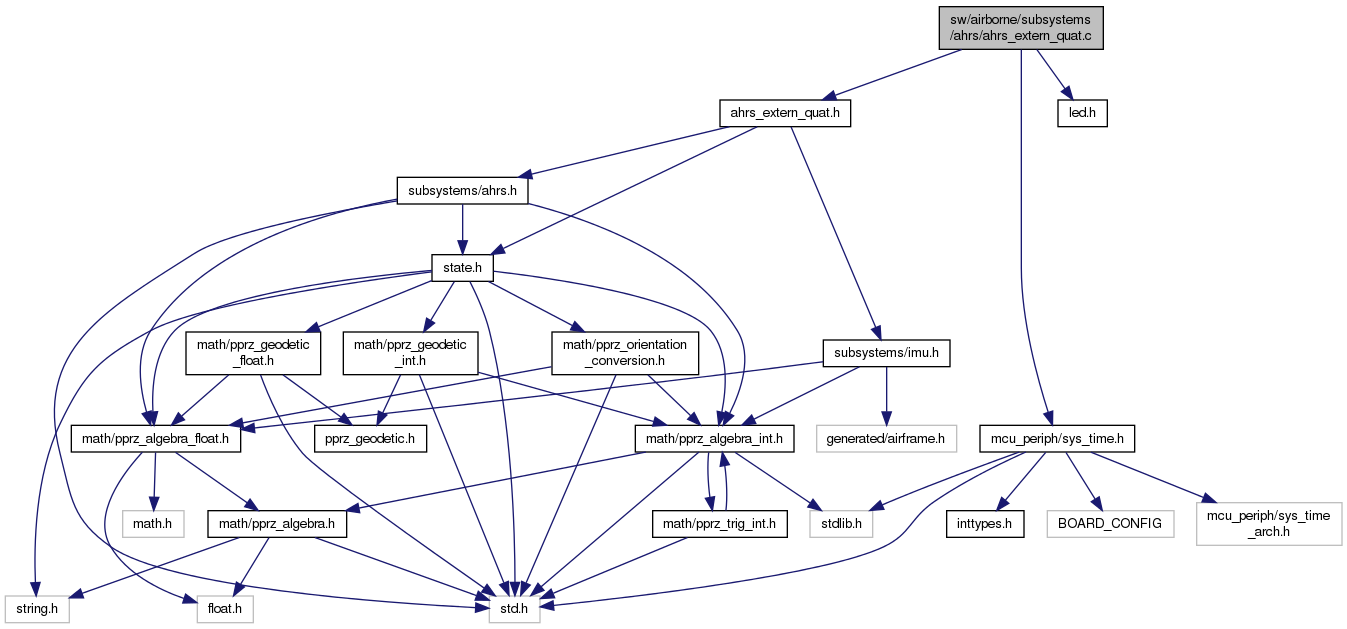 sw/airborne/subsystems
/ahrs/ahrs_extern_quat.c
ahrs_extern_quat.h
led.h
subsystems/ahrs.h
state.h
math/pprz_geodetic
_float.h
math/pprz_geodetic
_int.h
math/pprz_orientation
_conversion.h
subsystems/imu.h
math/pprz_algebra_float.h
pprz_geodetic.h
math/pprz_algebra_int.h
generated/airframe.h
mcu_periph/sys_time.h
math.h
math/pprz_algebra.h
math/pprz_trig_int.h
stdlib.h
inttypes.h
BOARD_CONFIG
mcu_periph/sys_time
_arch.h
string.h
float.h
std.h